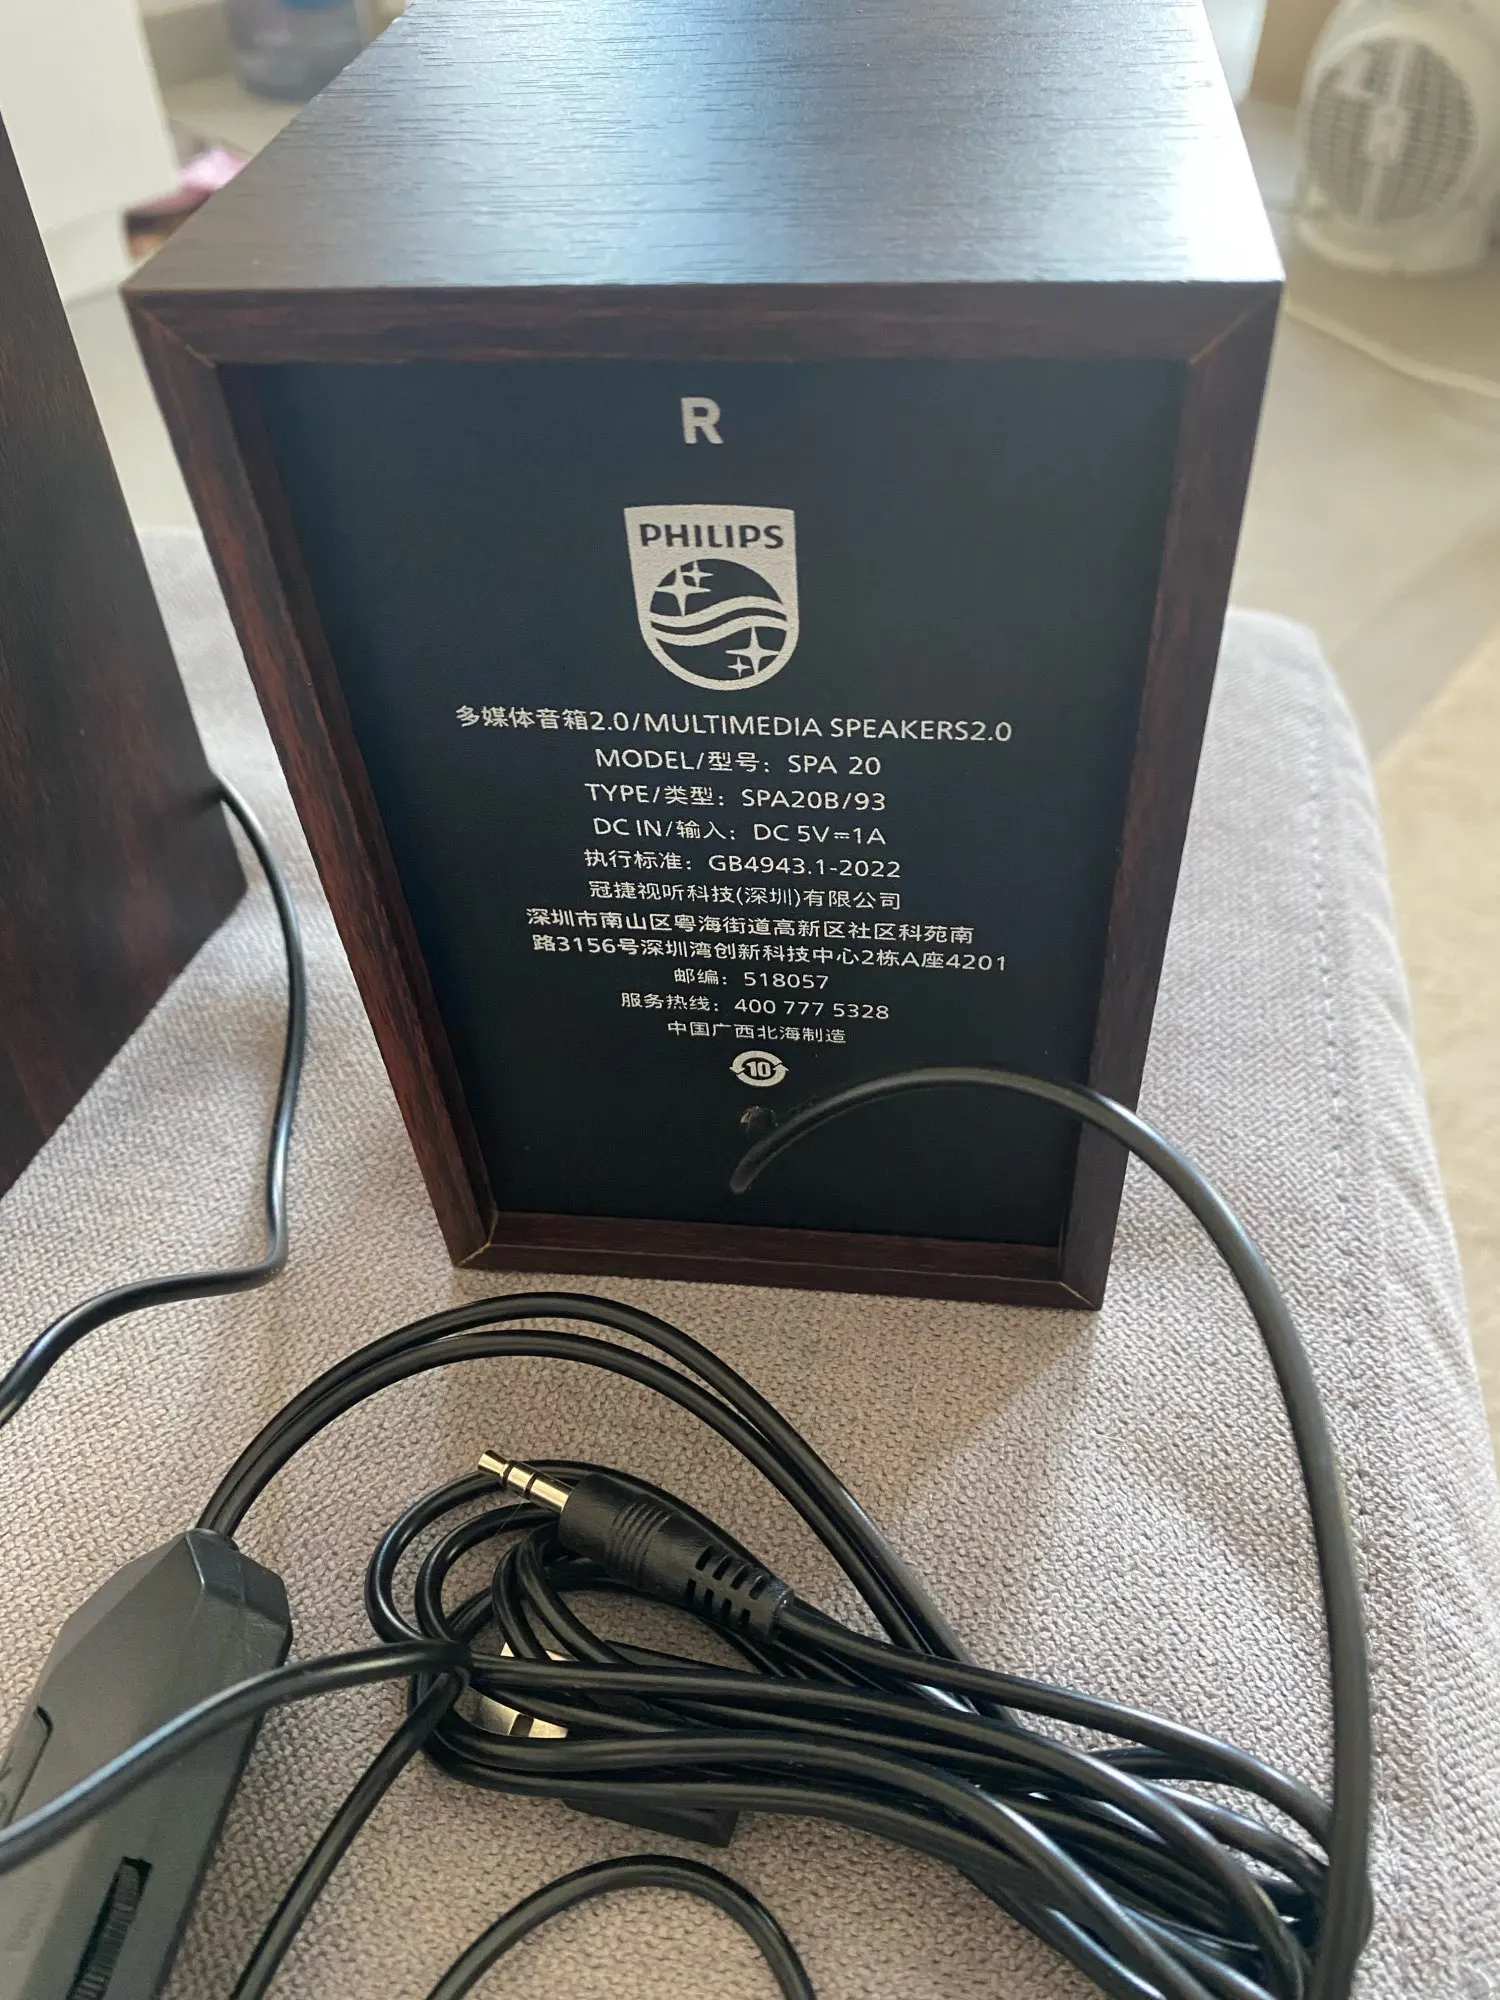 R
PHILIPS
多媒体音箱2.0/MULTIMEDIA SPEAKERS2.0
MODEL/型号：SPA 20
TYPE/类型：SPA20B/93
DC IN/输入：DC 5V⎓1A
执行标准：GB4943.1-2022
冠捷视听科技(深圳)有限公司
深圳市南山区粤海街道高新区社区科苑南
路3156号深圳湾创新科技中心2栋A座4201
邮编：518057
服务热线：400 777 5328
中国广西北海制造
10